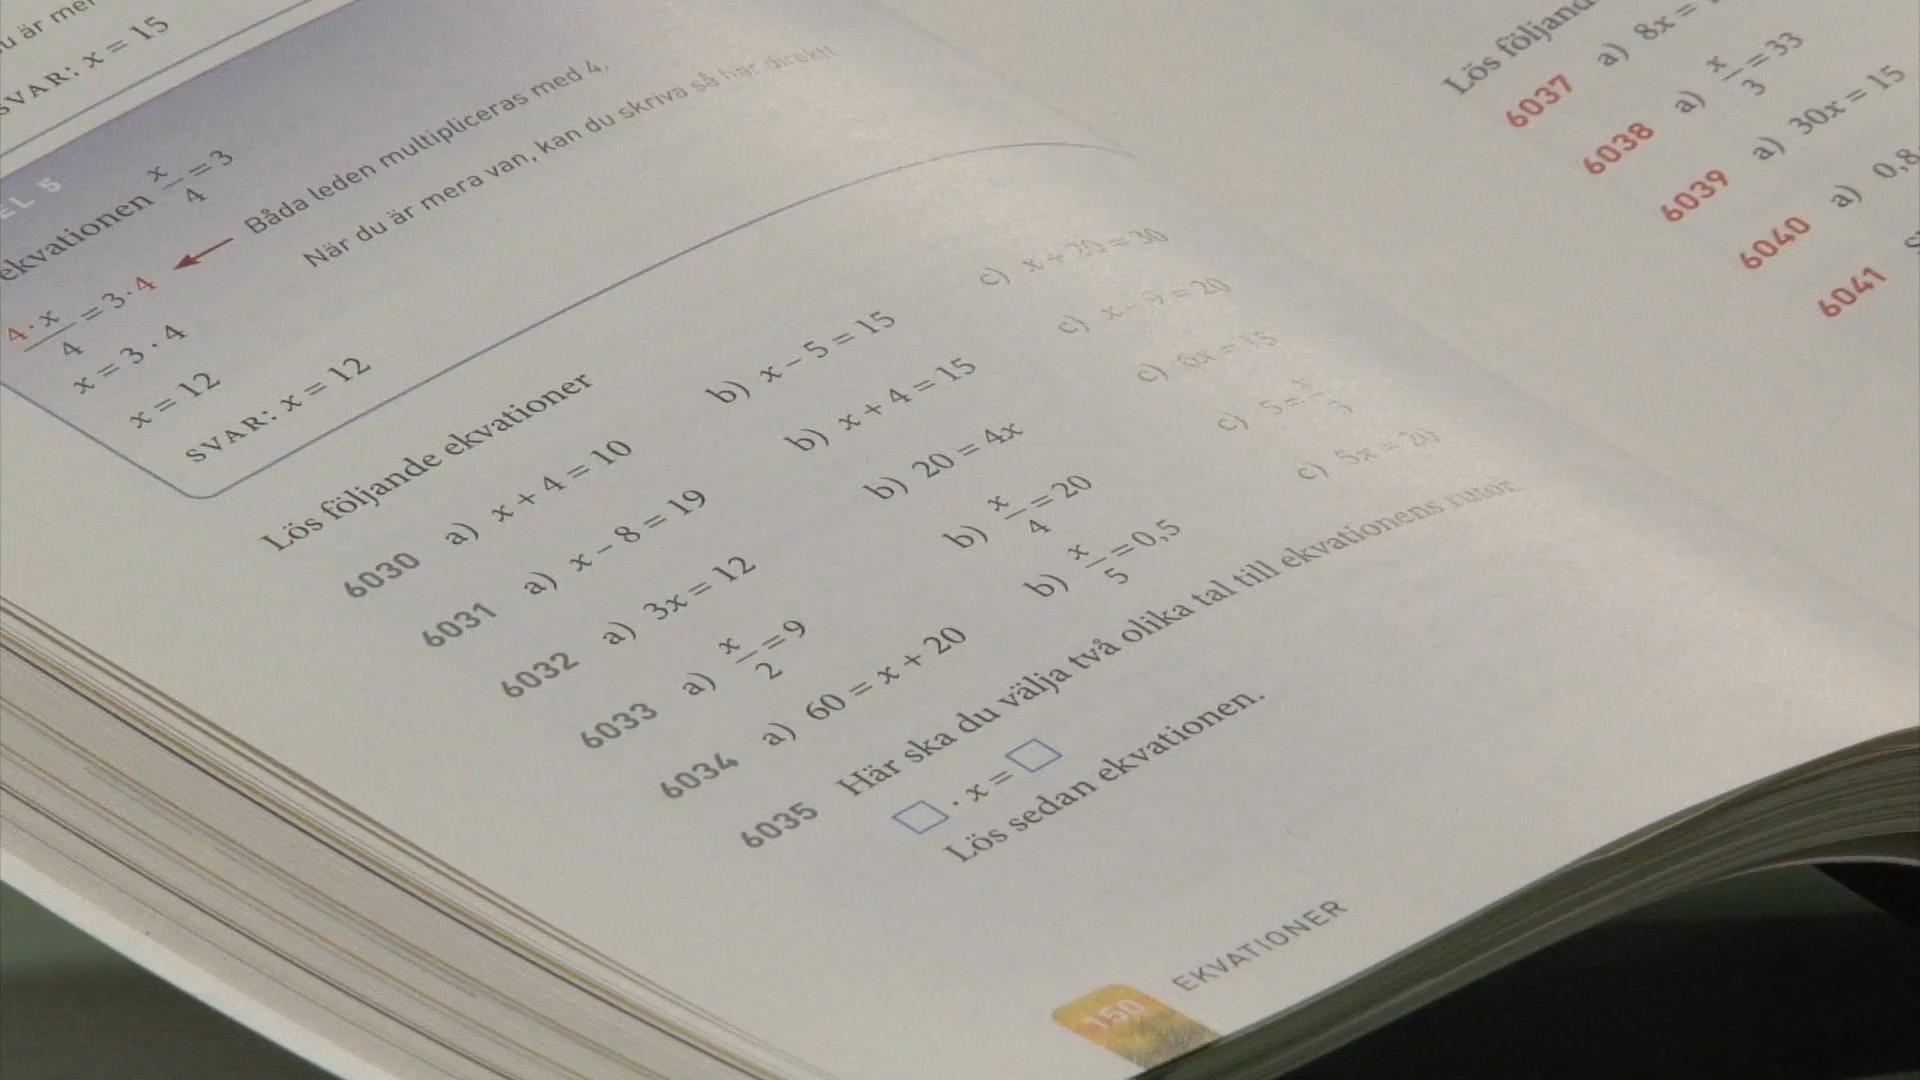 SVAR: x = 15
EL 5
ekvationen x/4 = 3
4 · x/4 = 3 · 4
Båda leden multipliceras med 4.
x = 3 · 4
När du är mera van, kan du skriva så här direkt!
x = 12
SVAR: x = 12
Lös följande ekvationer
6030 a) x + 4 = 10 b) x − 5 = 15 c) x + 20 = 30
6031 a) x − 8 = 19 b) x + 4 = 15 c) x − 9 = 20
6032 a) 3x = 12 b) 20 = 4x c) = 15
6033 a) x/2 = 9 b) x/4 = 20 c) 5 =
6034 a) 60 = x + 20 b) x/5 = 0,5 c) 5x = 20
6035 Här ska du välja två olika tal till ekvationens rutor
□ · x = □
Lös sedan ekvationen.
150 EKVATIONER
Lös följand
6037 a) 8x =
6038 a) x/3 = 33
6039 a) 30x = 15
6040 a) 0,8
6041